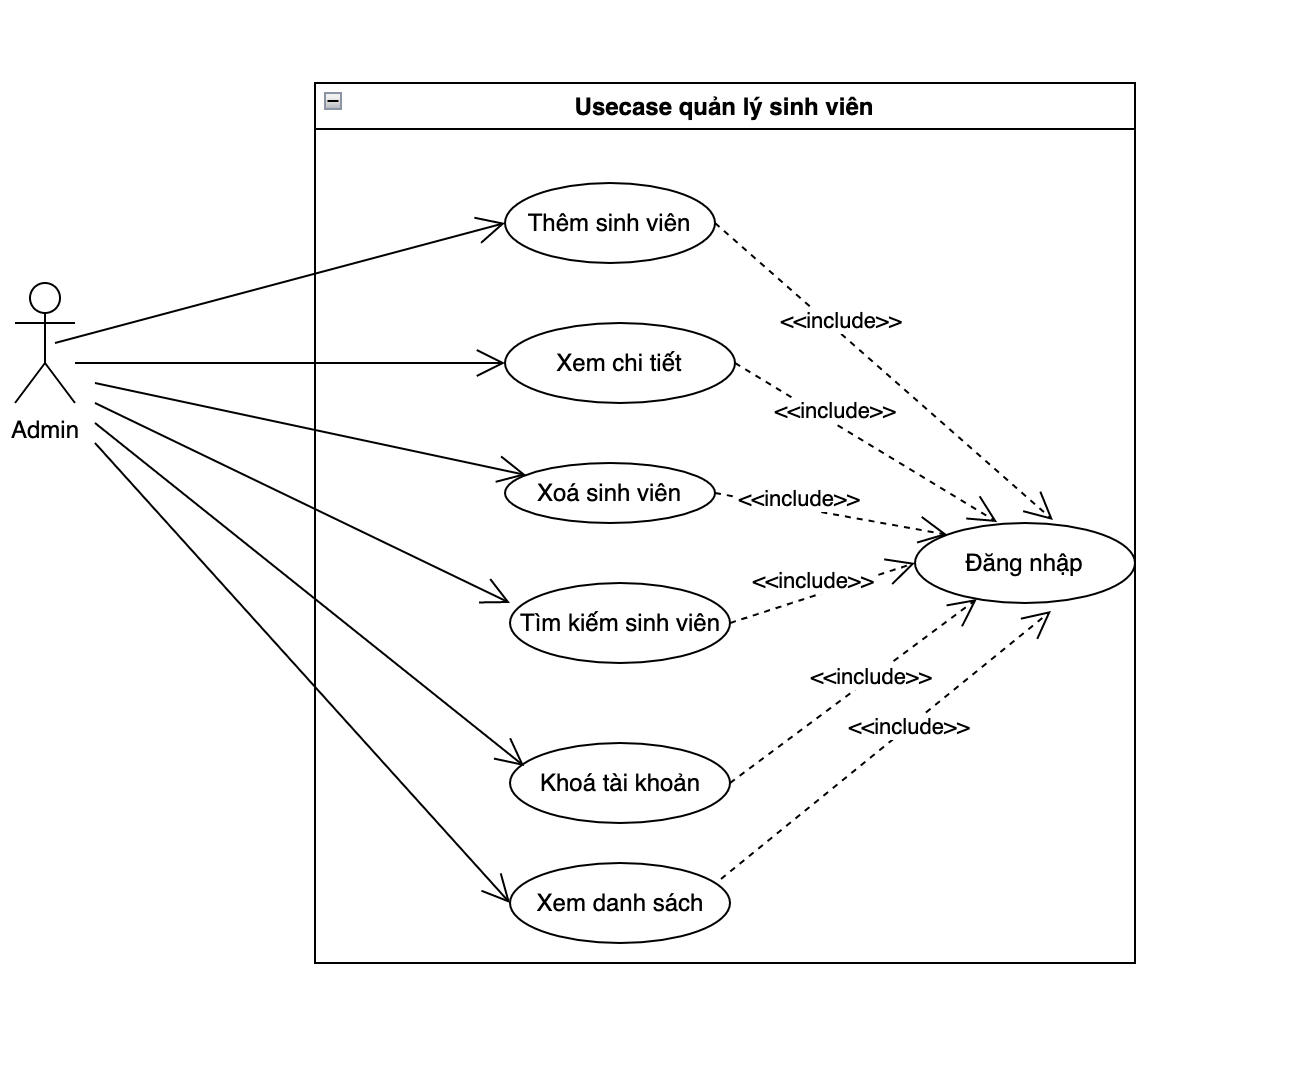 Usecase quản lý sinh viên
Thêm sinh viên
<<include>>
Xem chi tiết
<<include>>
Admin
Xoá sinh viên
<<include>>
Đăng nhập
<<include>>
Tìm kiếm sinh viên
<<include>>
<<include>>
Khoá tài khoản
Xem danh sách